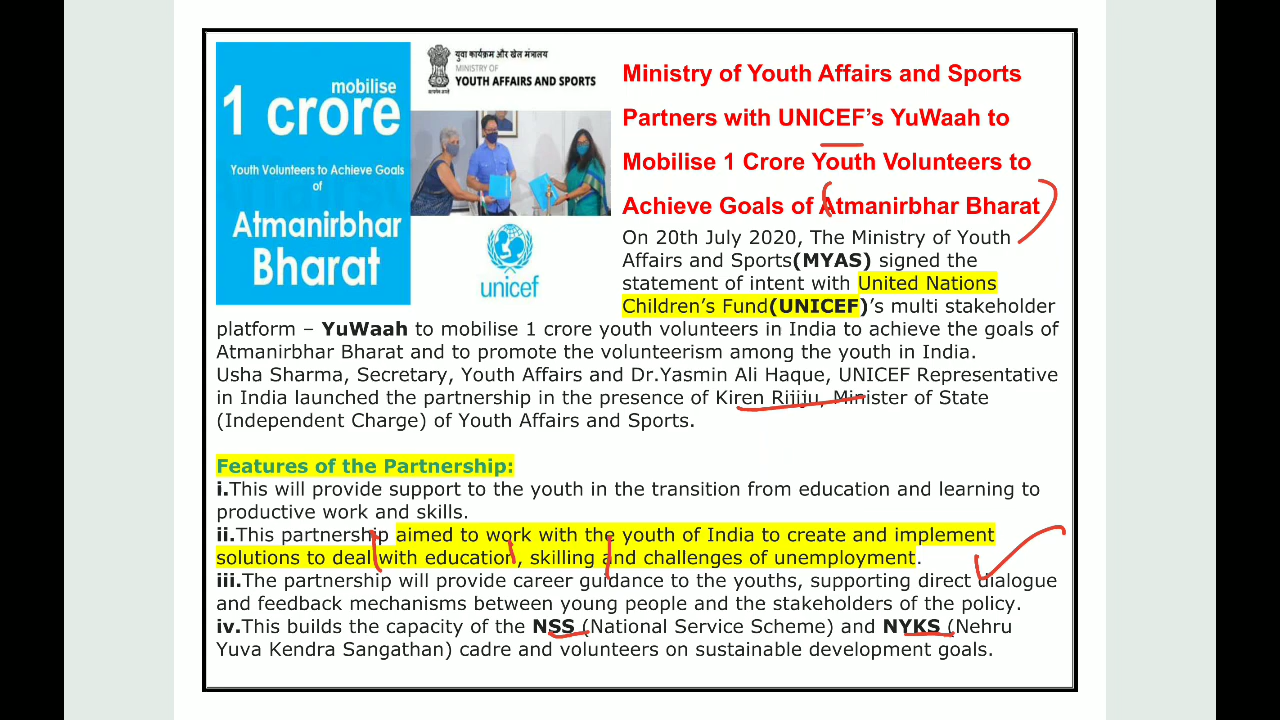 mobilise
1 crore
Youth Volunteers to Achieve Goals
of
Atmanirbhar
Bharat
युवा कार्यक्रम और खेल मंत्रालय
MINISTRY OF
YOUTH AFFAIRS AND SPORTS
unicef
Ministry of Youth Affairs and Sports
Partners with UNICEF’s YuWaah to
Mobilise 1 Crore Youth Volunteers to
Achieve Goals of Atmanirbhar Bharat
On 20th July 2020, The Ministry of Youth
Affairs and Sports(MYAS) signed the
statement of intent with United Nations
Children’s Fund(UNICEF)’s multi stakeholder
platform – YuWaah to mobilise 1 crore youth volunteers in India to achieve the goals of
Atmanirbhar Bharat and to promote the volunteerism among the youth in India.
Usha Sharma, Secretary, Youth Affairs and Dr.Yasmin Ali Haque, UNICEF Representative
in India launched the partnership in the presence of Kiren Rijiju, Minister of State
(Independent Charge) of Youth Affairs and Sports.
Features of the Partnership:
i.This will provide support to the youth in the transition from education and learning to
productive work and skills.
ii.This partnership aimed to work with the youth of India to create and implement
solutions to deal with education, skilling and challenges of unemployment.
iii.The partnership will provide career guidance to the youths, supporting direct dialogue
and feedback mechanisms between young people and the stakeholders of the policy.
iv.This builds the capacity of the NSS (National Service Scheme) and NYKS (Nehru
Yuva Kendra Sangathan) cadre and volunteers on sustainable development goals.